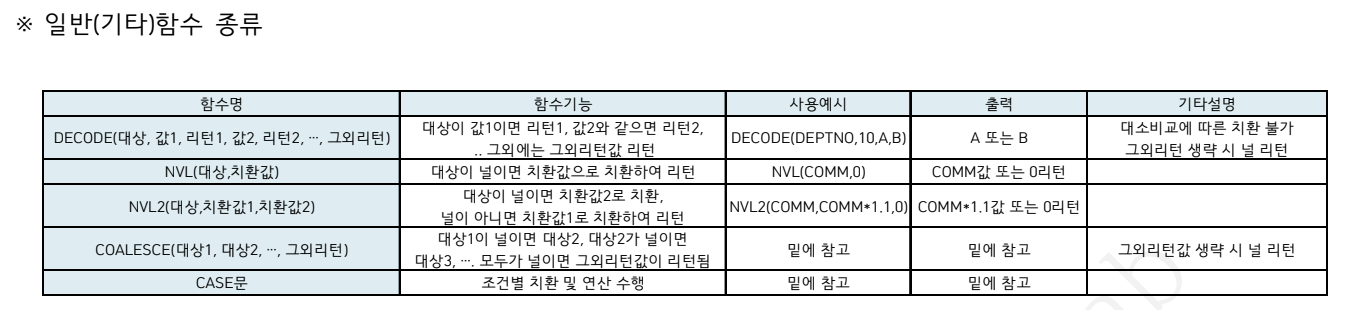 ※ 일반(기타)함수 종류
함수명 함수기능 사용예시 출력 기타설명
DECODE(대상, 값1, 리턴1, 값2, 리턴2, …, 그외리턴) 대상이 값1이면 리턴1, 값2와 같으면 리턴2,
.. 그외에는 그외리턴값 리턴 DECODE(DEPTNO,10,A,B) A 또는 B 대소비교에 따른 치환 불가
그외리턴 생략 시 널 리턴
NVL(대상,치환값) 대상이 널이면 치환값으로 치환하여 리턴 NVL(COMM,0) COMM값 또는 0리턴
NVL2(대상,치환값1,치환값2) 대상이 널이면 치환값2로 치환,
널이 아니면 치환값1로 치환하여 리턴 NVL2(COMM,COMM*1.1,0) COMM*1.1값 또는 0리턴
COALESCE(대상1, 대상2, …, 그외리턴) 대상1이 널이면 대상2, 대상2가 널이면
대상3, …. 모두가 널이면 그외리턴값이 리턴됨 밑에 참고 밑에 참고 그외리턴값 생략 시 널 리턴
CASE문 조건별 치환 및 연산 수행 밑에 참고 밑에 참고